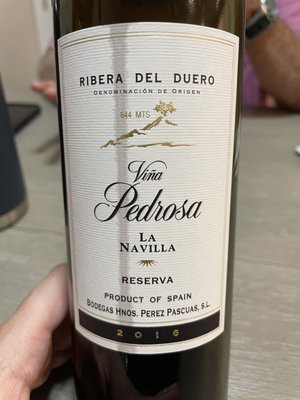 RIBERA DEL DUERO
DENOMINACIÓN DE ORIGEN
844 MTS
Viña
Pedrosa
LA
NAVILLA
RESERVA
PRODUCT OF SPAIN
BODEGAS HNOS. PEREZ PASCUAS, S.L.
2016